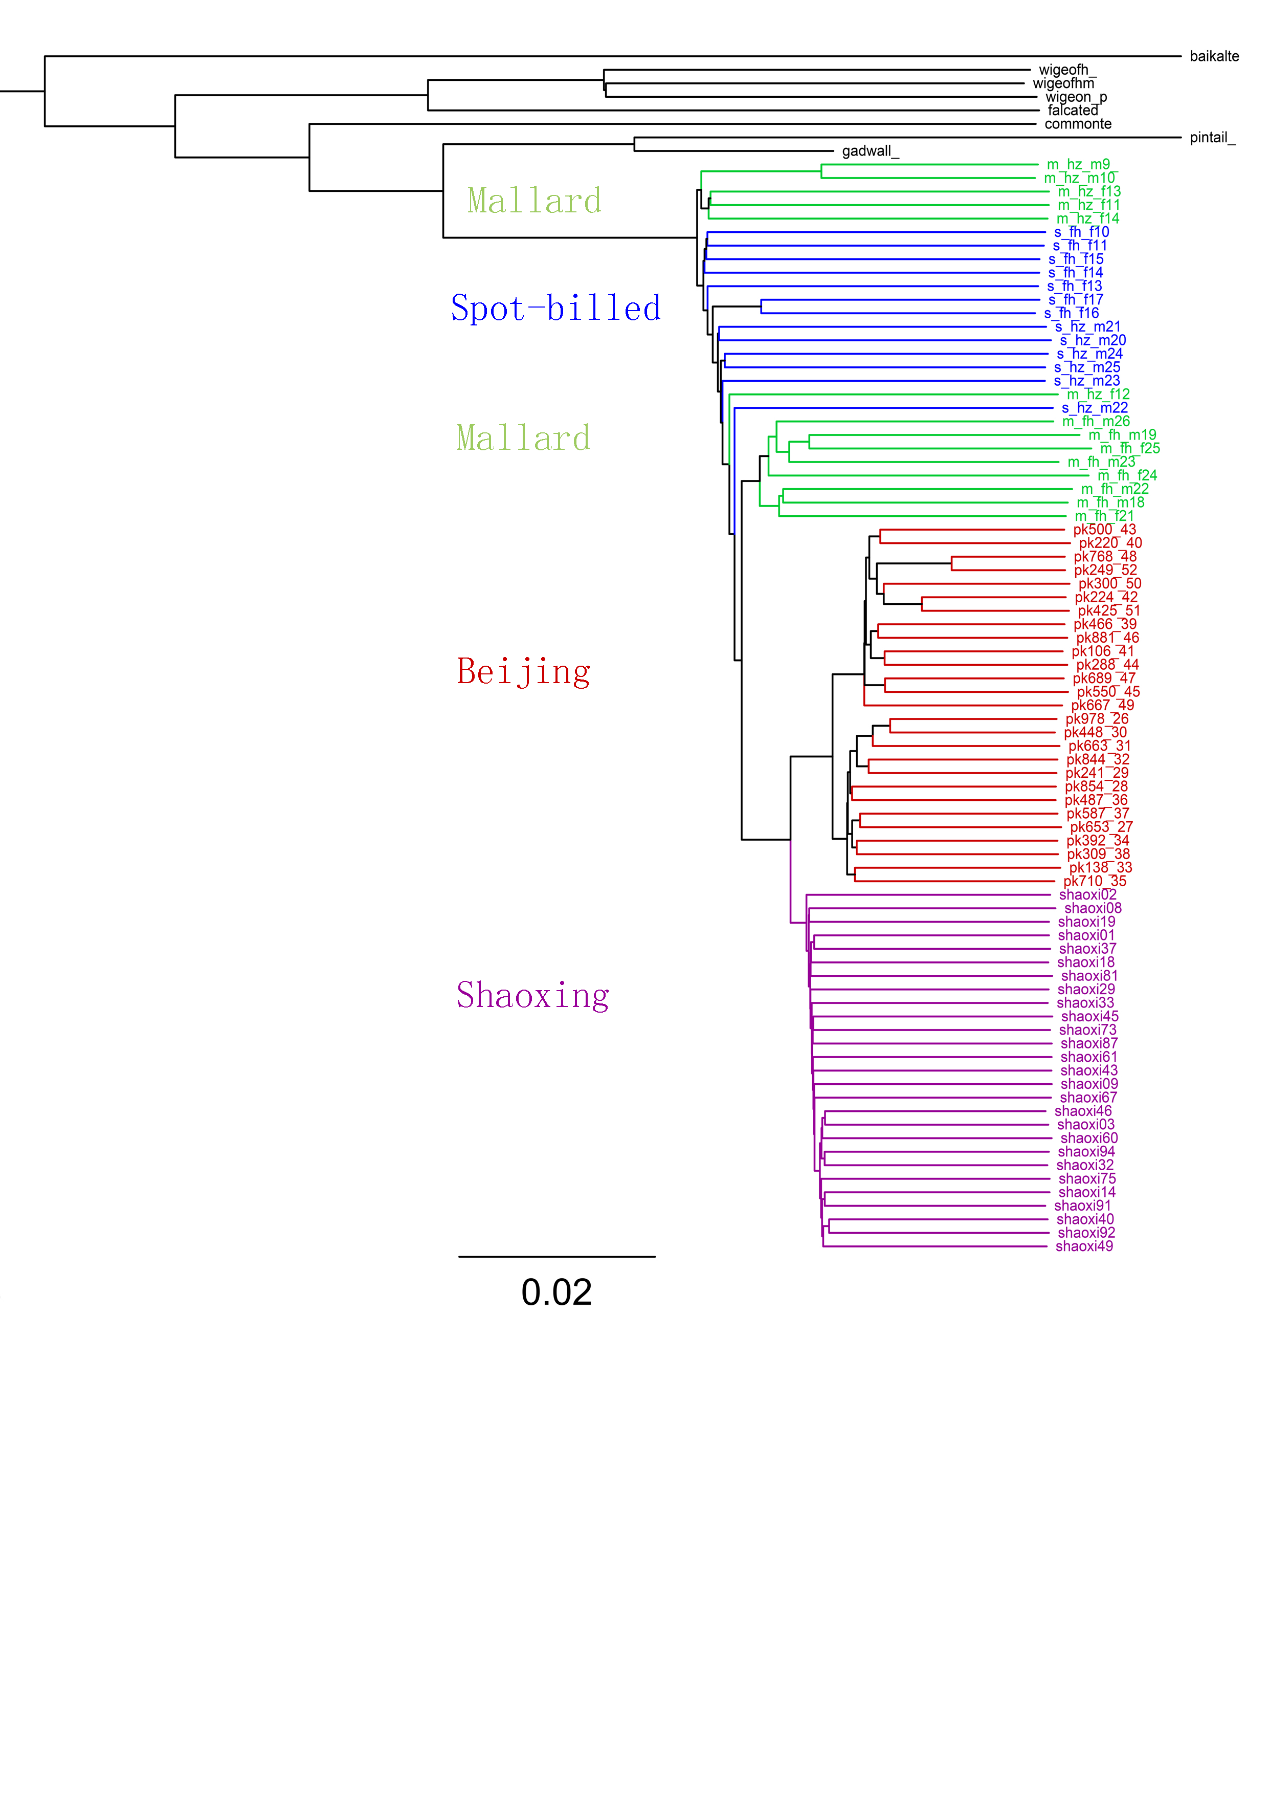 baikalte
wigeofh_
wigeofhm
wigeon_p
falcated
commonte
pintail_
gadwall_
m_hz_m9_
m_hz_m10
m_hz_f13
Mallard
m_hz_f11
m_hz_f14
s_fh_f10
s_fh_f11
s_fh_f15
s_fh_f14
s_fh_f13
s_fh_f17
Spot-billed
s_fh_f16
s_hz_m21
s_hz_m20
s_hz_m24
s_hz_m25
s_hz_m23
m_hz_f12
s_hz_m22
m_fh_m26
m_fh_m19
Mallard
m_fh_f25
m_fh_m23
m_fh_f24
m_fh_m22
m_fh_m18
m_fh_f21
pk500_43
pk220_40
pk768_48
pk249_52
pk300_50
pk224_42
pk425_51
pk466_39
pk881_46
pk106_41
pk288_44
Beijing
pk689_47
pk550_45
pk667_49
pk978_26
pk448_30
pk663_31
pk844_32
pk241_29
pk854_28
pk487_36
pk587_37
pk653_27
pk392_34
pk309_38
pk138_33
pk710_35
shaoxi02
shaoxi08
shaoxi19
shaoxi01
shaoxi37
shaoxi18
shaoxi81
shaoxi29
Shaoxing
shaoxi33
shaoxi45
shaoxi73
shaoxi87
shaoxi61
shaoxi43
shaoxi09
shaoxi67
shaoxi46
shaoxi03
shaoxi60
shaoxi94
shaoxi32
shaoxi75
shaoxi14
shaoxi91
shaoxi40
shaoxi92
shaoxi49
0.02